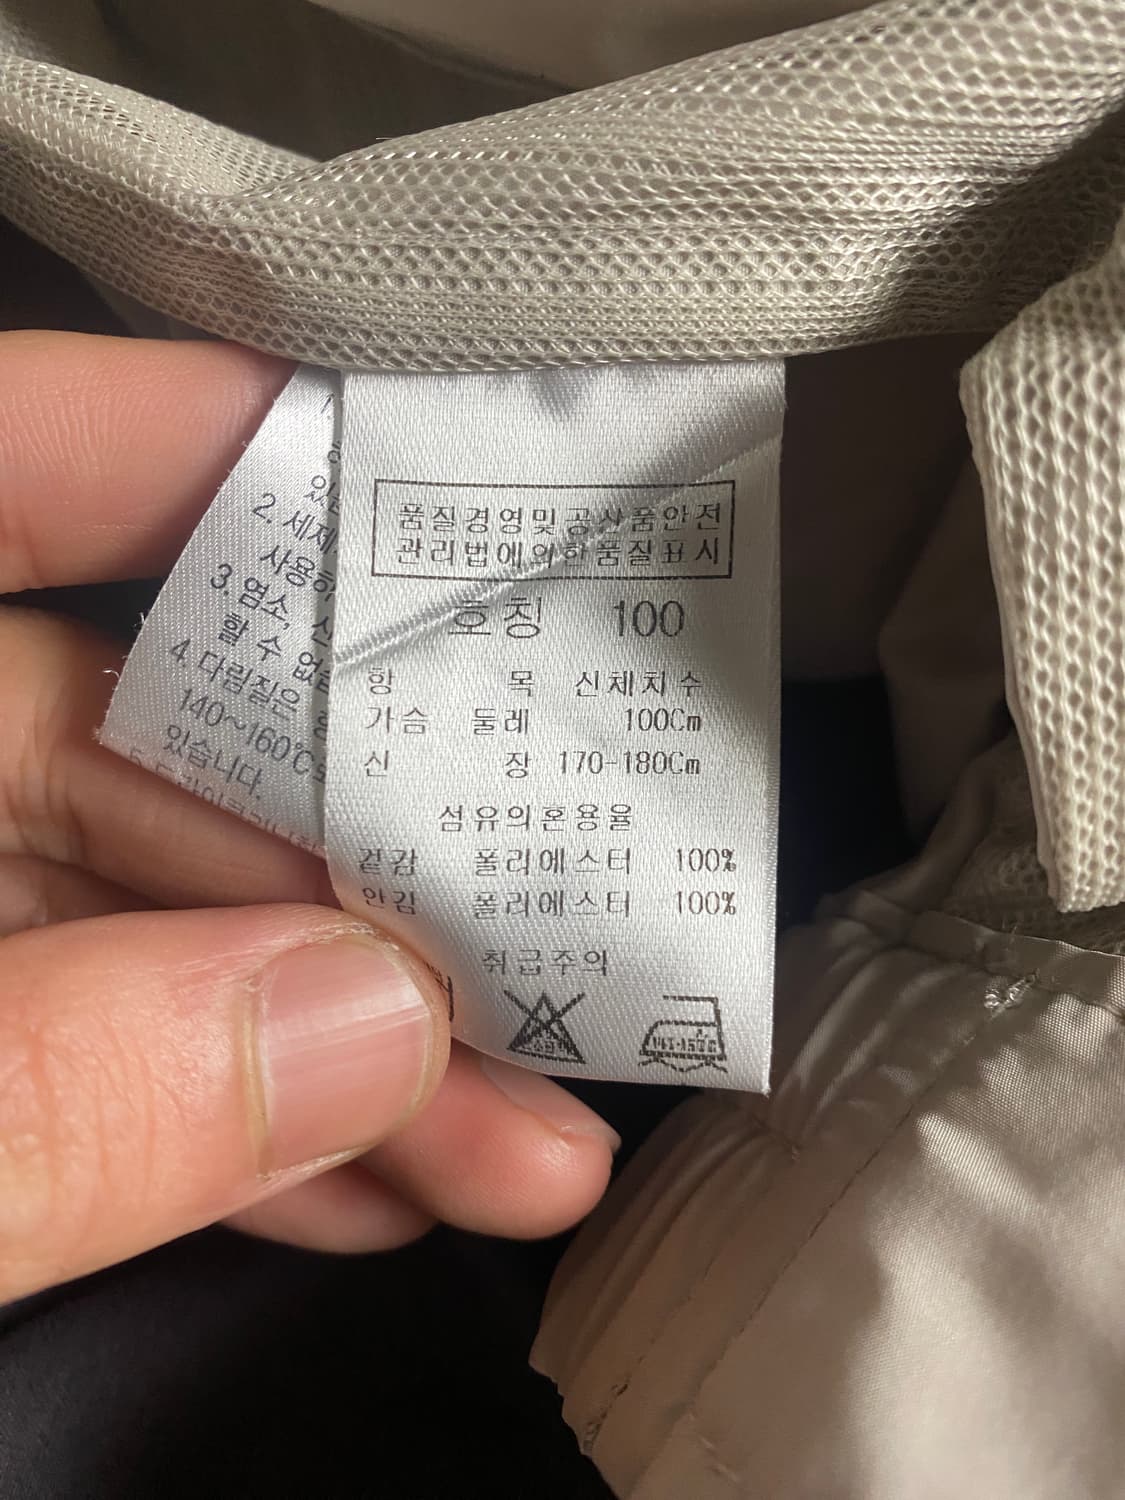 품질경영및공산품안전
관리법에의한품질표시
호칭 100
항 목 신체치수
가슴 둘레 100Cm
신 장 170-180Cm
섬유의혼용율
겉감 폴리에스터 100%
안감 폴리에스터 100%
취급주의
2. 세제
사용하
3. 염소,
할 수 없
4. 다림질은
140~160℃
있습니다.